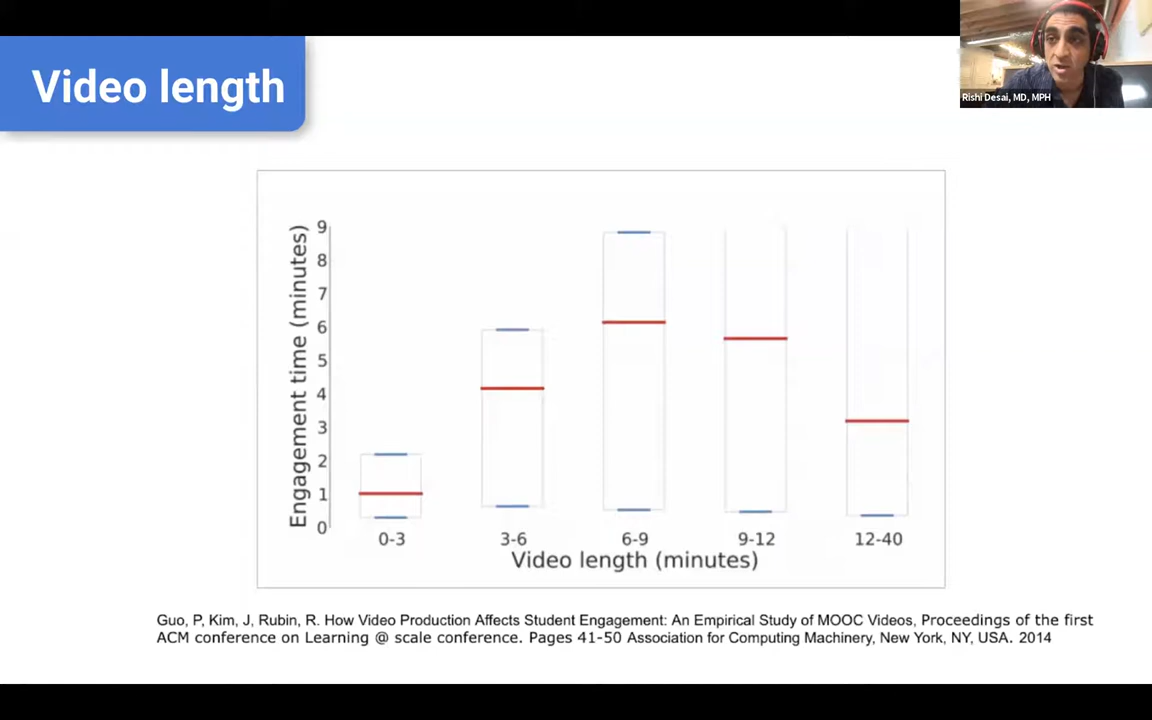 Video length
Rishi Desai, MD, MPH
Engagement time (minutes)
9
8
7
6
5
4
3
2
1
0
0-3 3-6 6-9 9-12 12-40
Video length (minutes)
Guo, P, Kim, J, Rubin, R. How Video Production Affects Student Engagement: An Empirical Study of MOOC Videos, Proceedings of the first
ACM conference on Learning @ scale conference. Pages 41-50 Association for Computing Machinery, New York, NY, USA. 2014